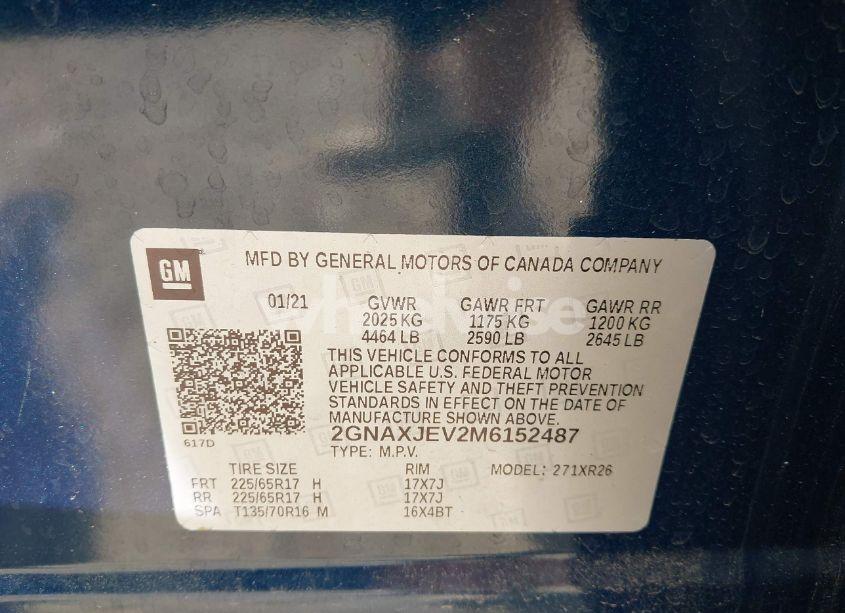 GM
MFD BY GENERAL MOTORS OF CANADA COMPANY
01/21 GVWR GAWR FRT GAWR RR
2025 KG 1175 KG 1200 KG
4464 LB 2590 LB 2645 LB
THIS VEHICLE CONFORMS TO ALL
APPLICABLE U.S. FEDERAL MOTOR
VEHICLE SAFETY AND THEFT PREVENTION
STANDARDS IN EFFECT ON THE DATE OF
MANUFACTURE SHOWN ABOVE.
617D
2GNAXJEV2M6152487
TYPE: M.P.V.
TIRE SIZE RIM MODEL: 271XR26
FRT 225/65R17 H 17X7J
RR 225/65R17 H 17X7J
SPA T135/70R16 M 16X4BT